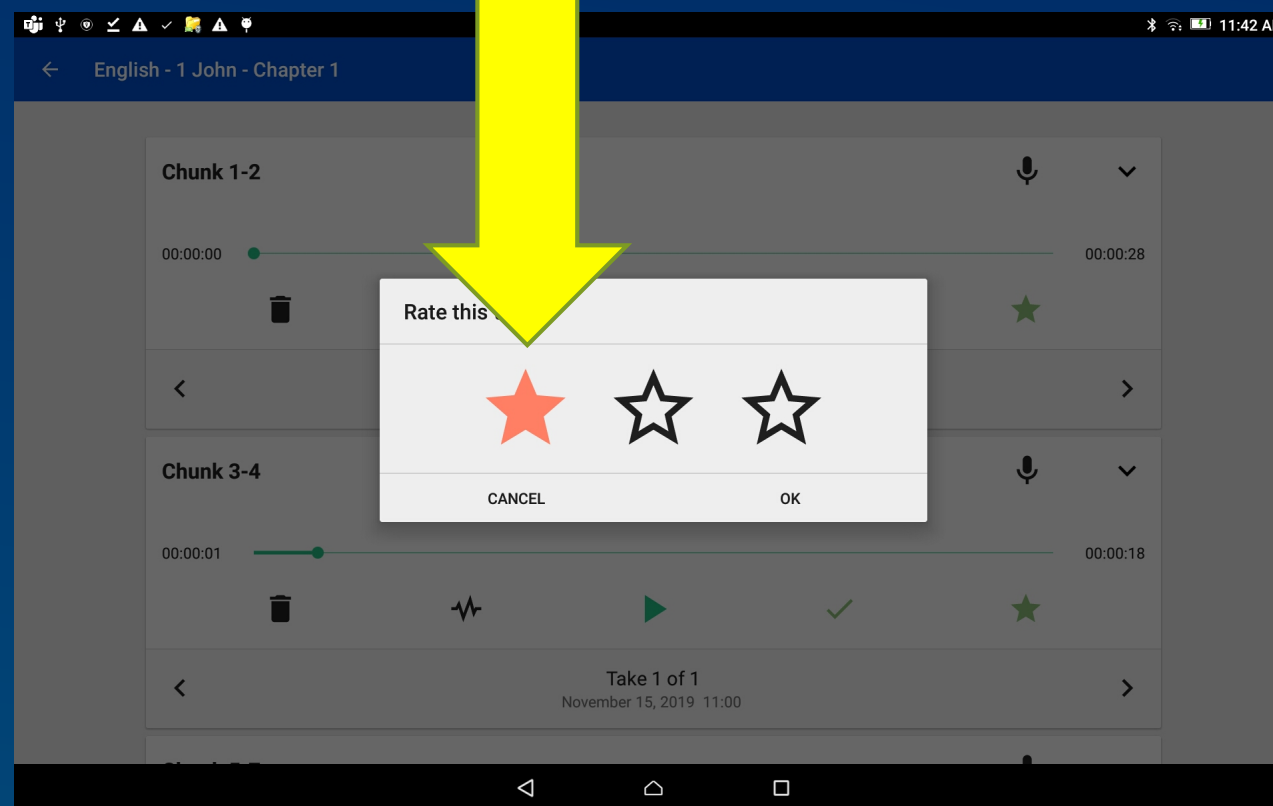 11:42 A
English - 1 John - Chapter 1
Chunk 1-2
00:00:00
00:00:28
Rate this
CANCEL
OK
Chunk 3-4
00:00:01
00:00:18
Take 1 of 1
November 15, 2019 11:00